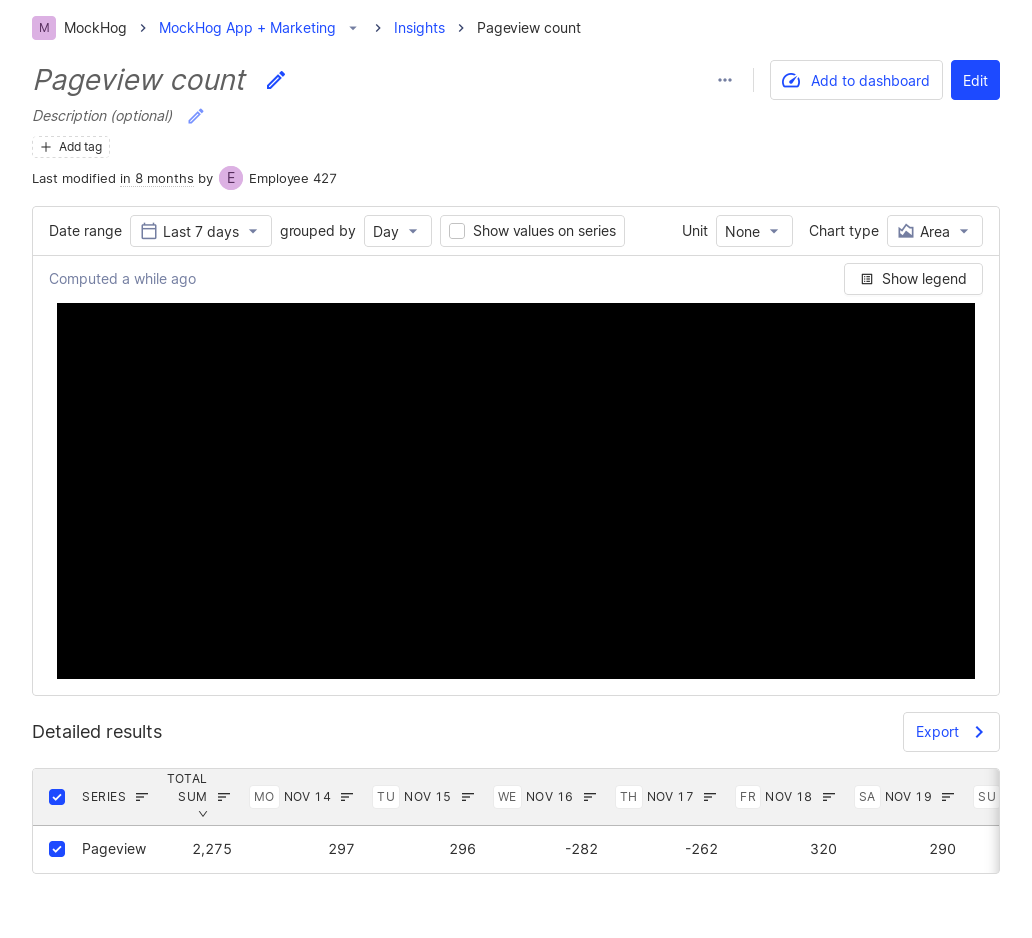 M MockHog > MockHog App + Marketing > Insights > Pageview count
Pageview count
Add to dashboard
Edit
Description (optional)
Add tag
Last modified in 8 months by E Employee 427
Date range Last 7 days grouped by Day Show values on series Unit None Chart type Area
Computed a while ago
Show legend
Detailed results
Export
SERIES TOTAL SUM MO NOV 14 TU NOV 15 WE NOV 16 TH NOV 17 FR NOV 18 SA NOV 19 SU
Pageview 2,275 297 296 -282 -262 320 290